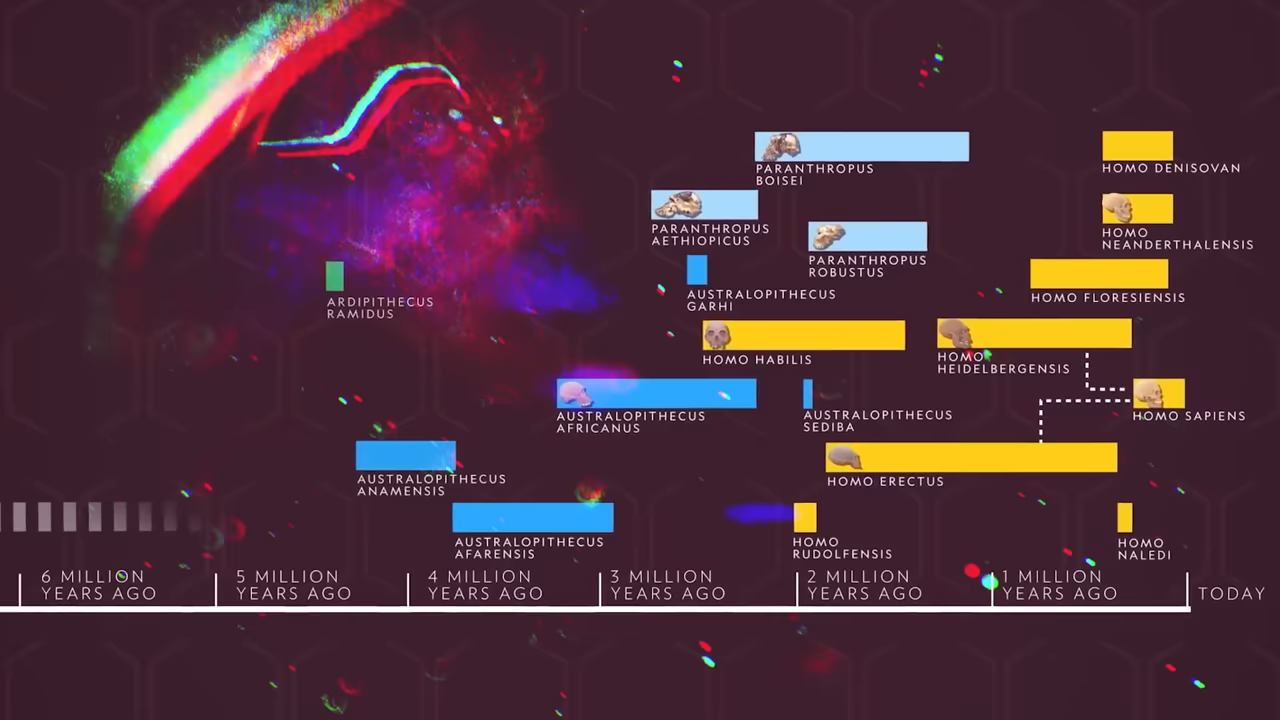 PARANTHROPUS
BOISEI
HOMO DENISOVAN
PARANTHROPUS
AETHIOPICUS
HOMO
NEANDERTHALENSIS
PARANTHROPUS
ROBUSTUS
ARDIPITHECUS
RAMIDUS
AUSTRALOPITHECUS
GARHI
HOMO FLORESIENSIS
HOMO HABILIS
HOMO
HEIDELBERGENSIS
AUSTRALOPITHECUS
AFRICANUS
AUSTRALOPITHECUS
SEDIBA
HOMO SAPIENS
AUSTRALOPITHECUS
ANAMENSIS
HOMO ERECTUS
AUSTRALOPITHECUS
AFARENSIS
HOMO
RUDOLFENSIS
HOMO
NALEDI
6 MILLION
YEARS AGO
5 MILLION
YEARS AGO
4 MILLION
YEARS AGO
3 MILLION
YEARS AGO
2 MILLION
YEARS AGO
1 MILLION
YEARS AGO
TODAY